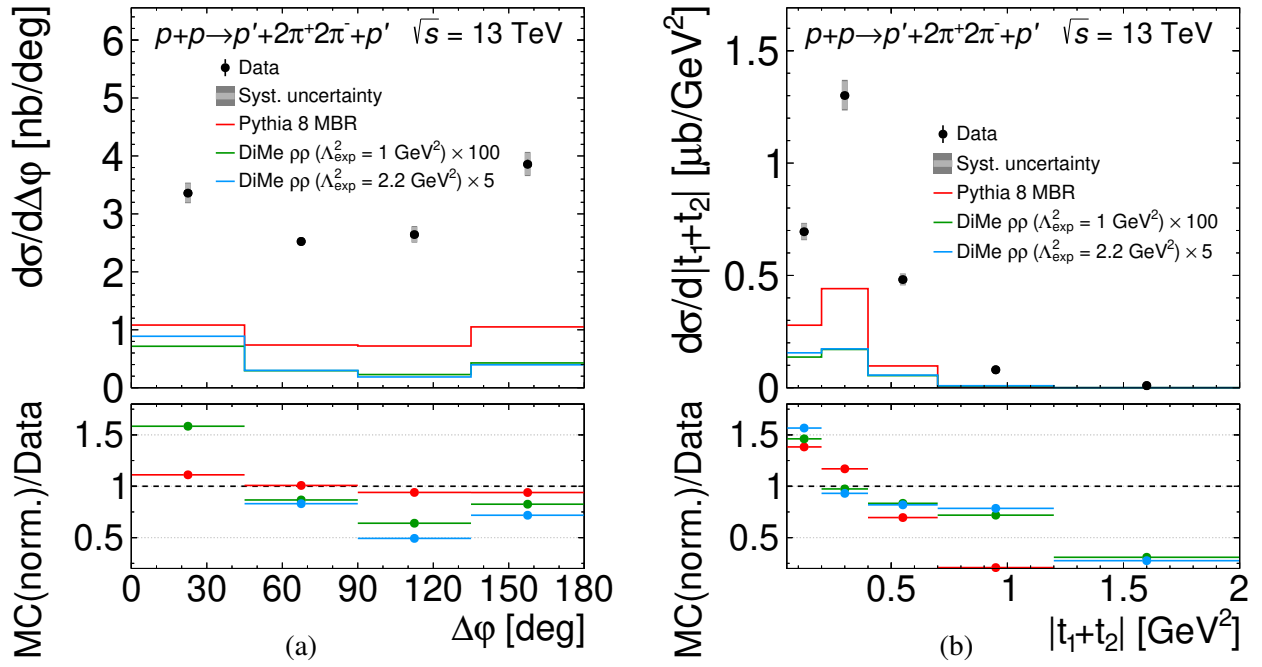 p+p→p′+2π⁺2π⁻+p′ √s = 13 TeV
Data
Syst. uncertainty
Pythia 8 MBR
DiMe ρρ (Λ²exp = 1 GeV²) × 100
DiMe ρρ (Λ²exp = 2.2 GeV²) × 5
dσ/dΔφ [nb/deg]
6
5
4
3
2
1
0
MC(norm.)/Data
1.5
1
0.5
0 30 60 90 120 150 180
Δφ [deg]
(a)
p+p→p′+2π⁺2π⁻+p′ √s = 13 TeV
Data
Syst. uncertainty
Pythia 8 MBR
DiMe ρρ (Λ²exp = 1 GeV²) × 100
DiMe ρρ (Λ²exp = 2.2 GeV²) × 5
dσ/d|t₁+t₂| [μb/GeV²]
1.5
1
0.5
0
MC(norm.)/Data
1.5
1
0.5
0.5 1 1.5 2
|t₁+t₂| [GeV²]
(b)